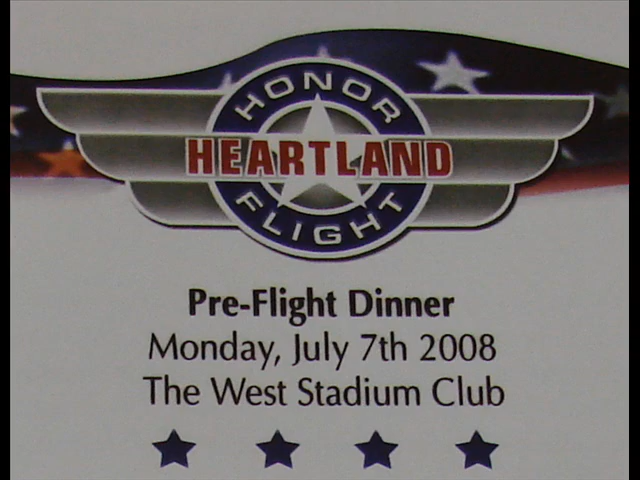 HONOR
HEARTLAND
FLIGHT
Pre-Flight Dinner
Monday, July 7th 2008
The West Stadium Club